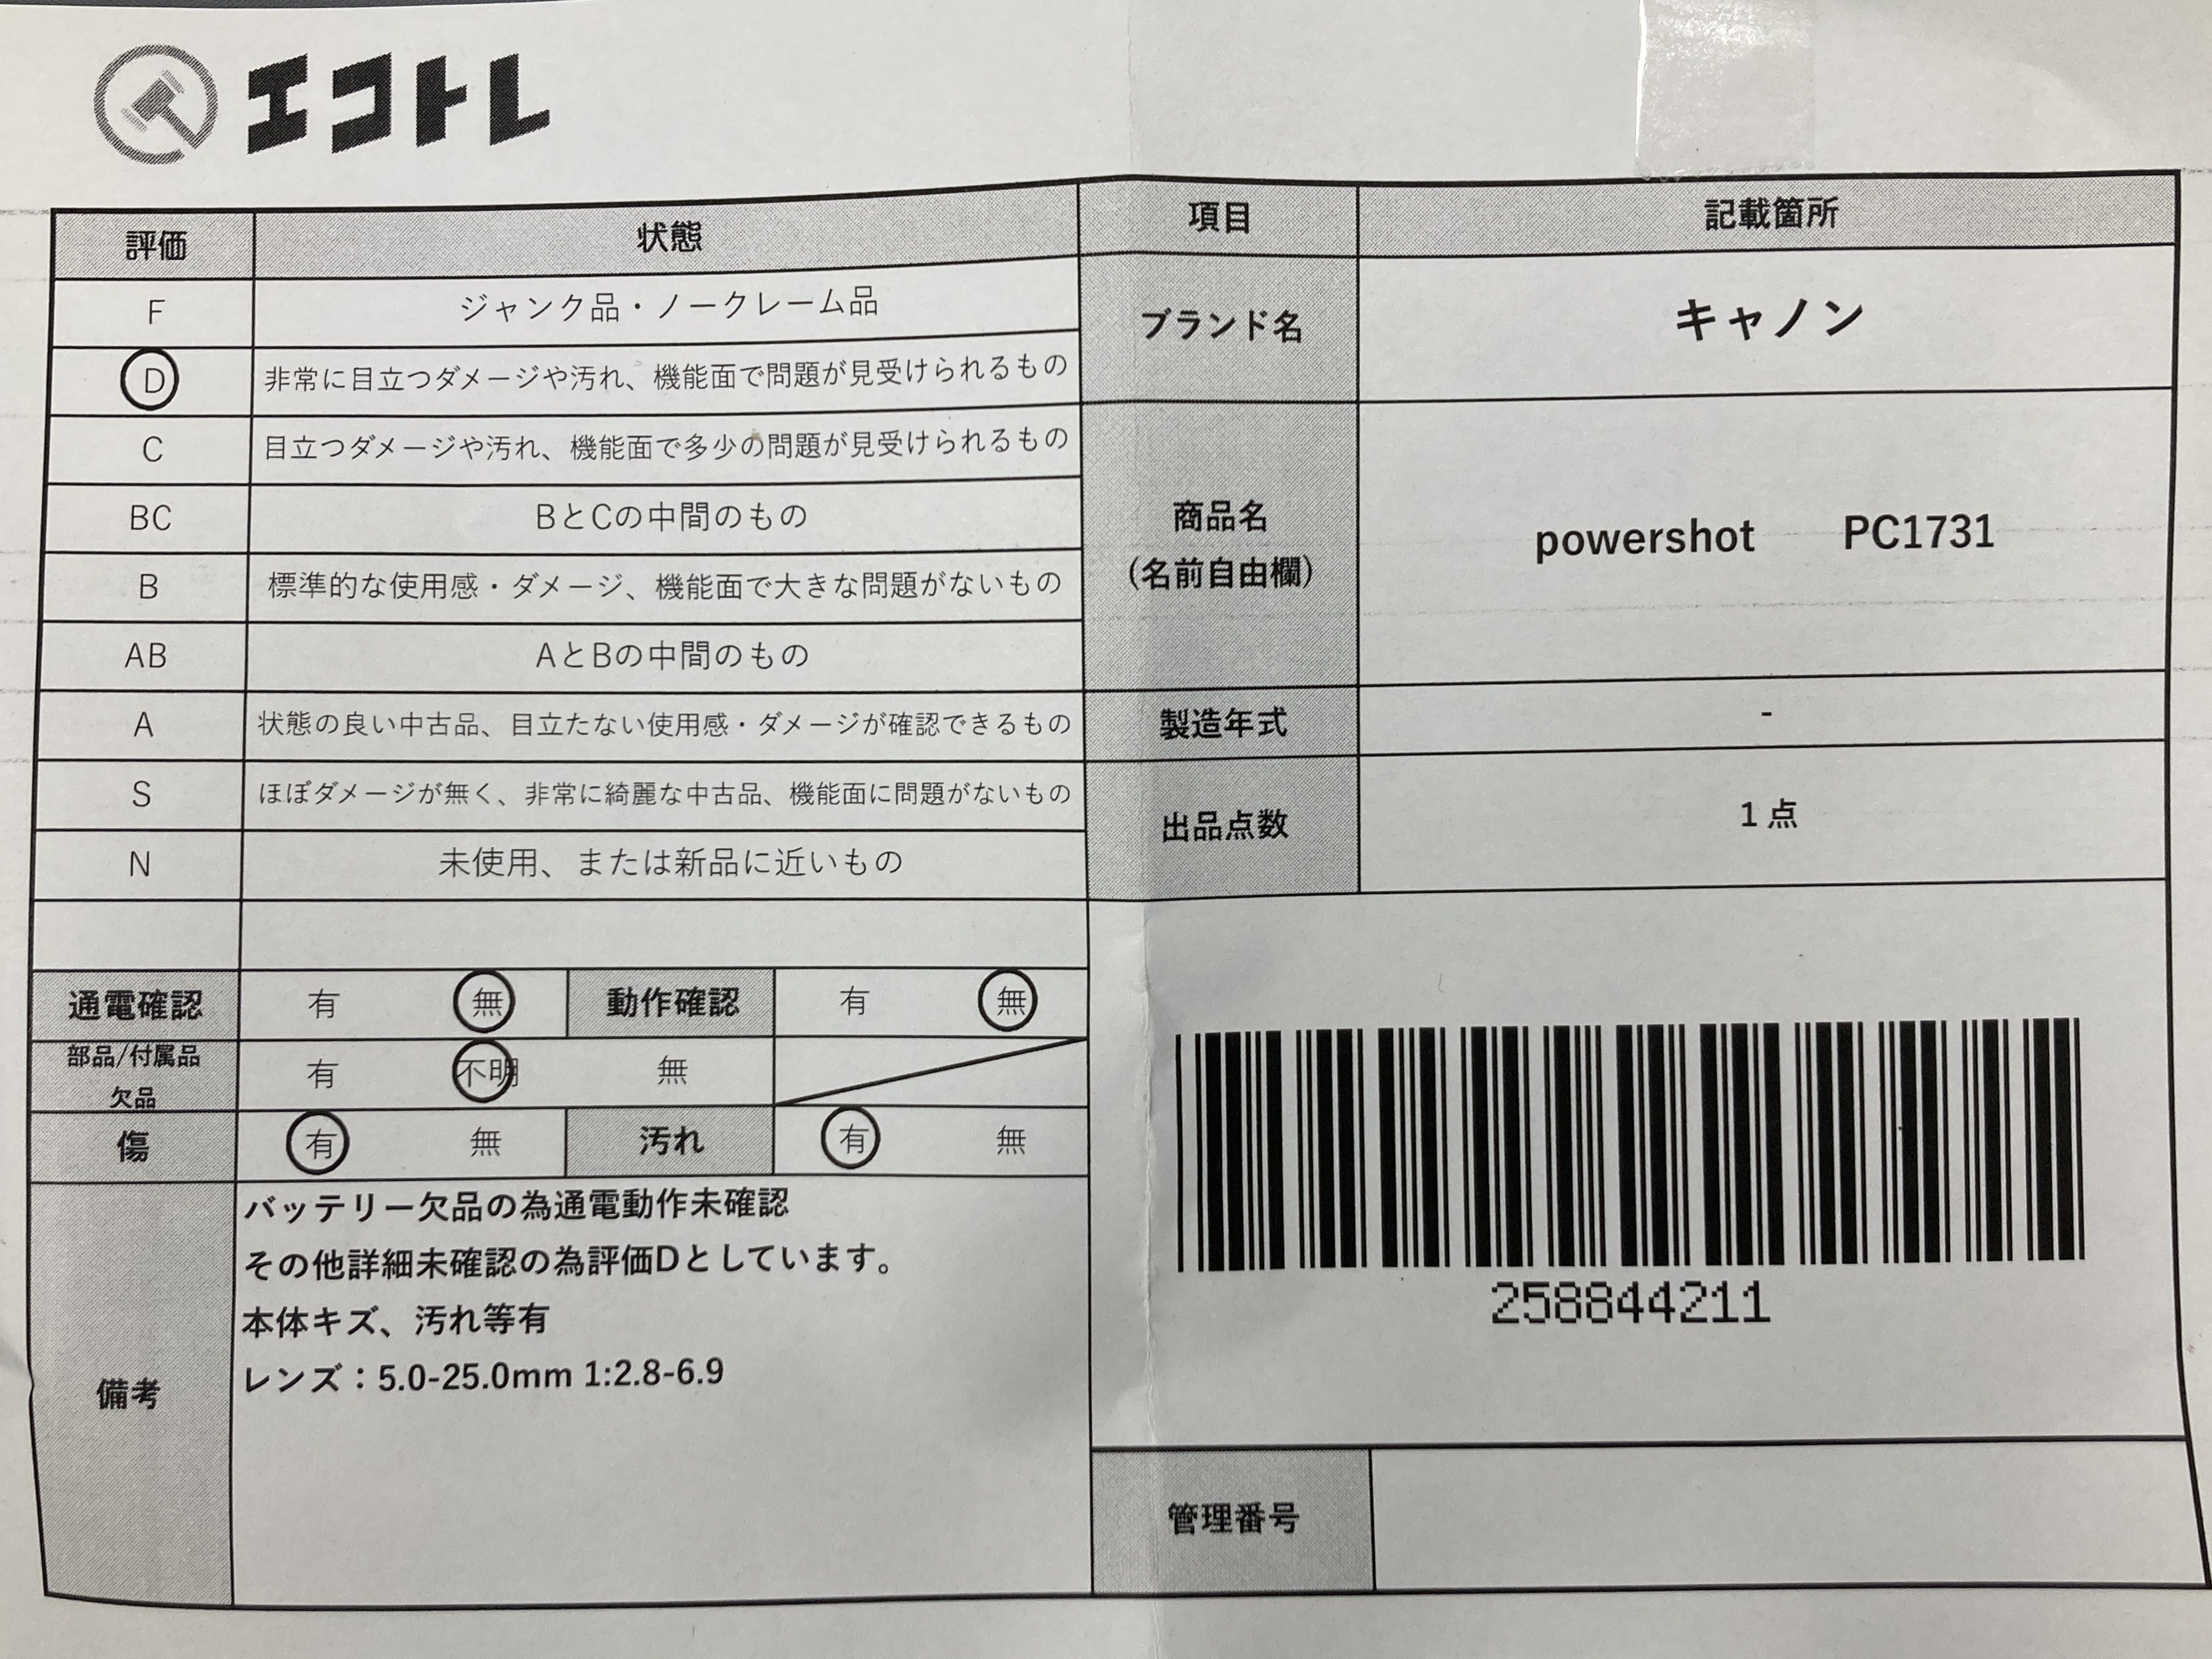 エコトレ
評価 状態
F ジャンク品・ノークレーム品
D 非常に目立つダメージや汚れ、機能面で問題が見受けられるもの
C 目立つダメージや汚れ、機能面で多少の問題が見受けられるもの
BC BとCの中間のもの
B 標準的な使用感・ダメージ、機能面で大きな問題がないもの
AB AとBの中間のもの
A 状態の良い中古品、目立たない使用感・ダメージが確認できるもの
S ほぼダメージが無く、非常に綺麗な中古品、機能面に問題がないもの
N 未使用、または新品に近いもの
通電確認 有 無 動作確認 有 無
部品/付属品
欠品 有 不明 無
傷 有 無 汚れ 有 無
備考
バッテリー欠品の為通電動作未確認
その他詳細未確認の為評価Dとしています。
本体キズ、汚れ等有
レンズ：5.0-25.0mm 1:2.8-6.9
項目 記載箇所
ブランド名 キャノン
商品名
(名前自由欄) powershot PC1731
製造年式 -
出品点数 1 点
258844211
管理番号